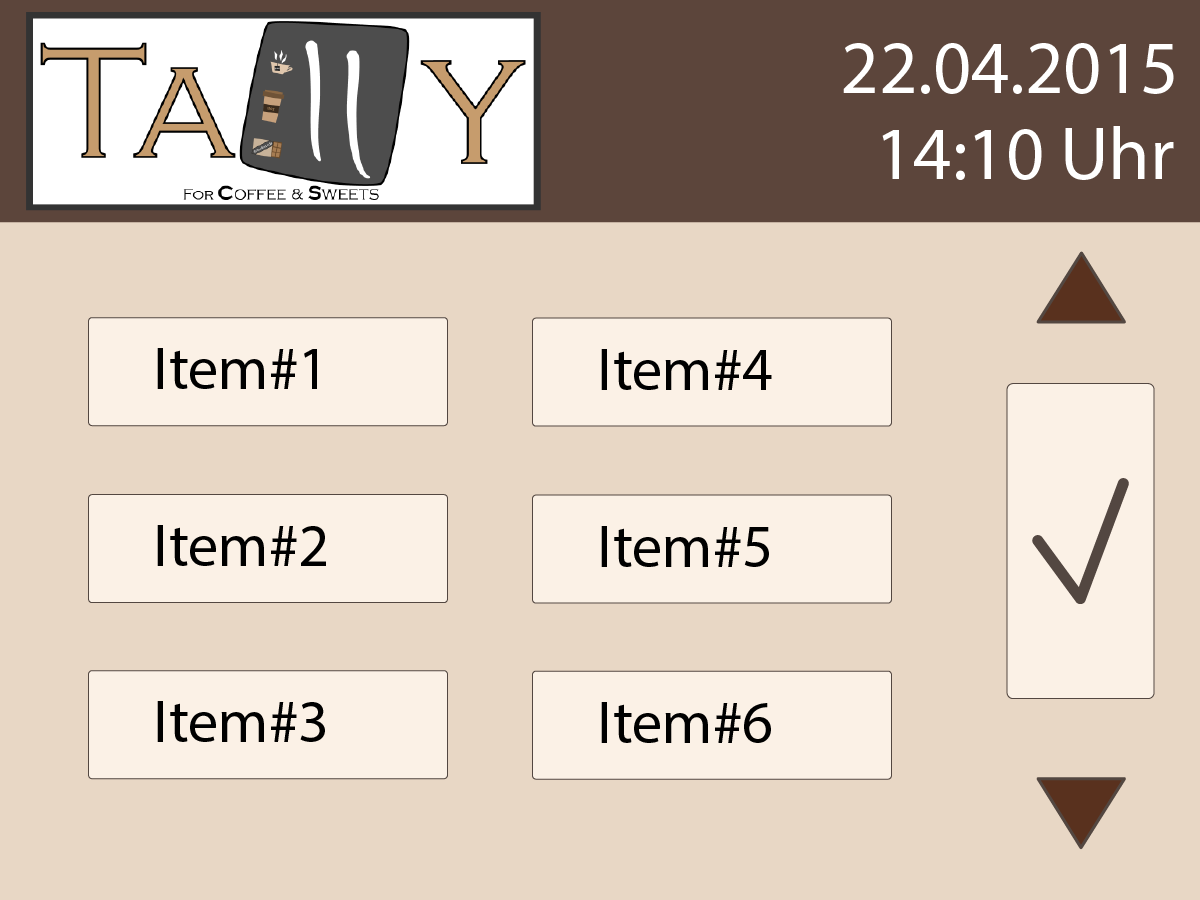 TALLY
FOR COFFEE & SWEETS
22.04.2015
14:10 Uhr
Item#1
Item#4
Item#2
Item#5
Item#3
Item#6